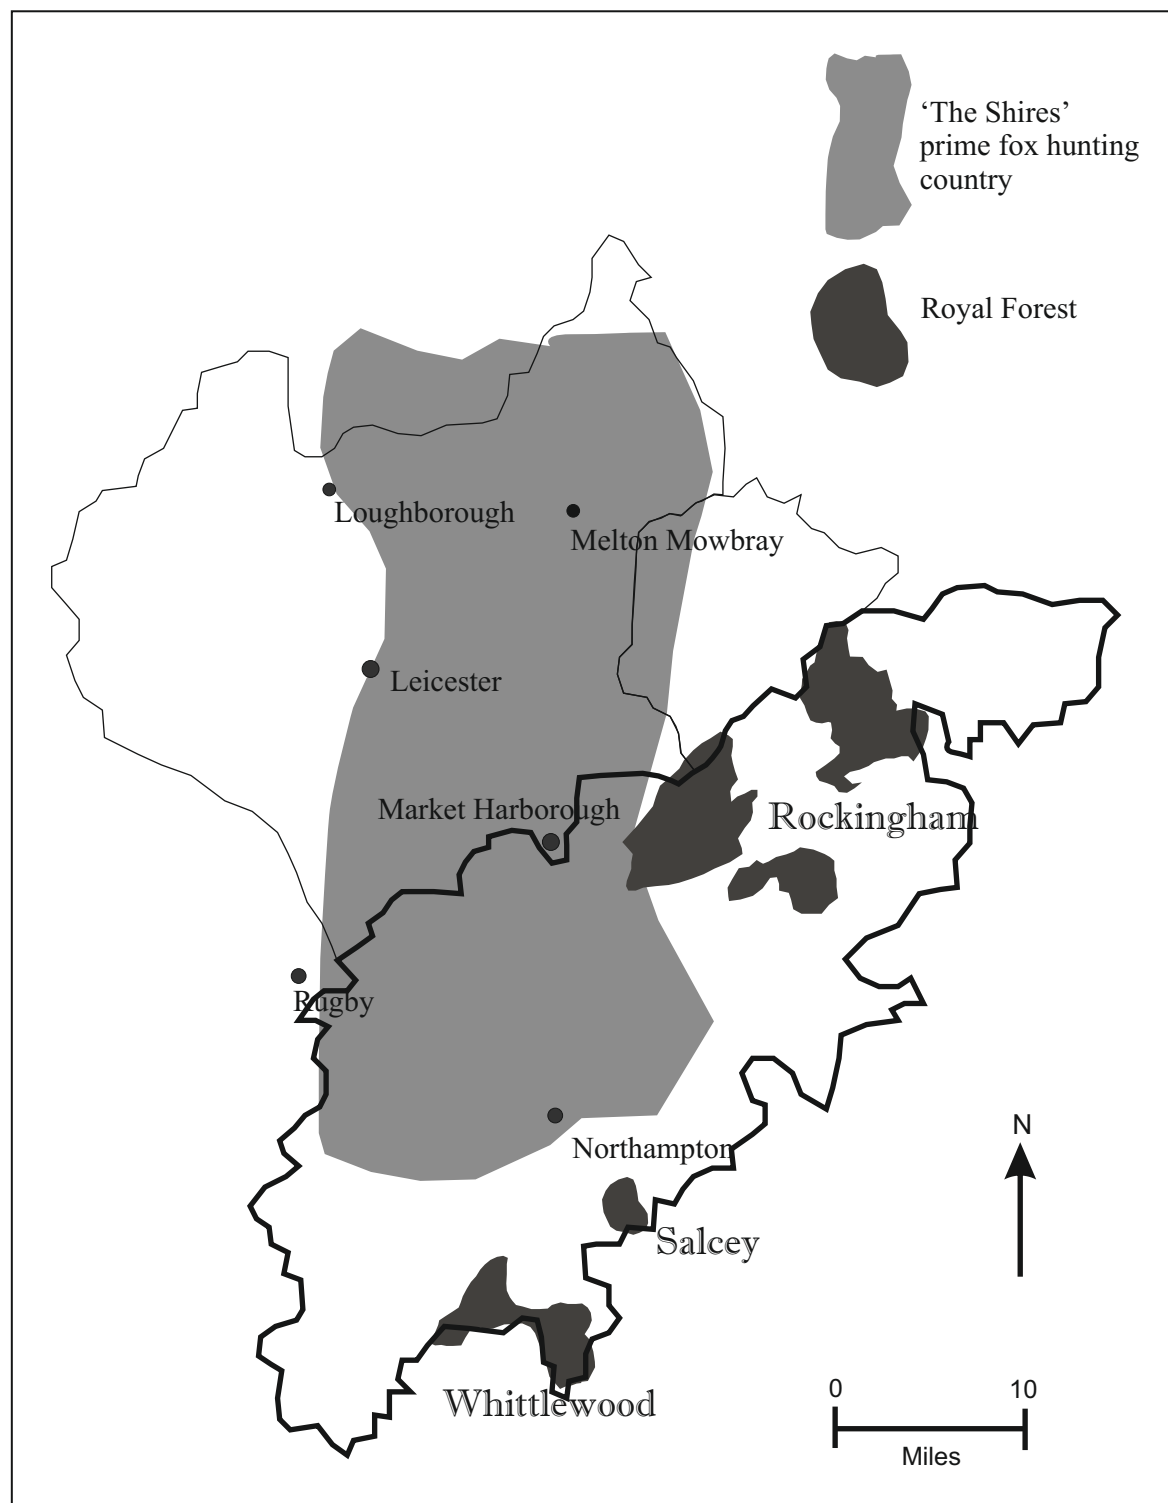 ‘The Shires’
prime fox hunting
country
Royal Forest
Loughborough
Melton Mowbray
Leicester
Market Harborough
Rockingham
Rugby
N
Northampton
Salcey
Whittlewood
0 10
Miles